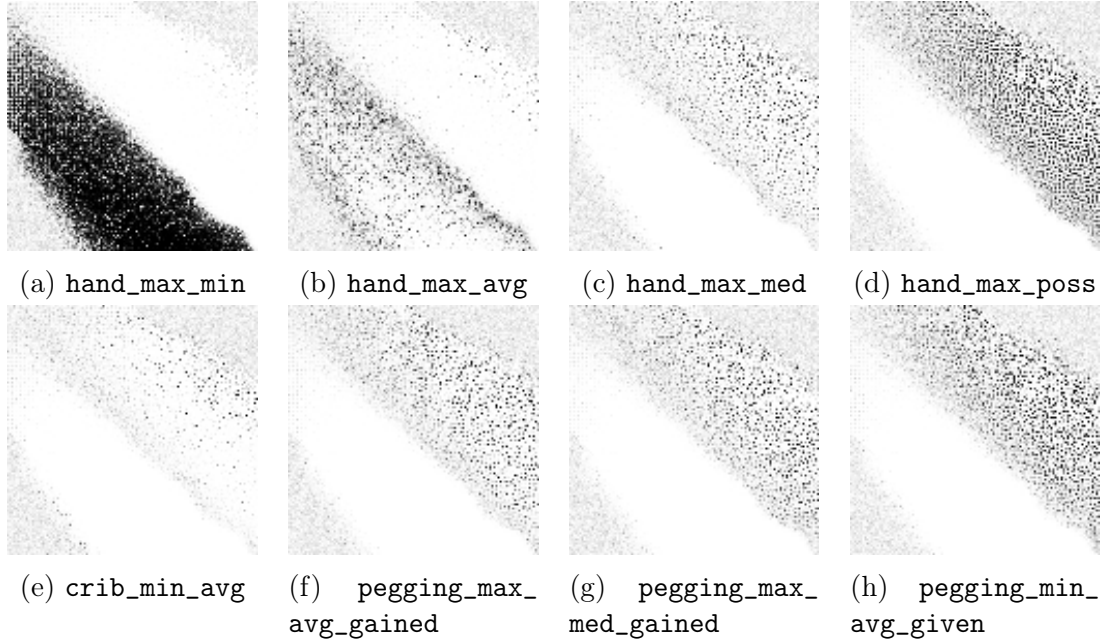 (a) hand_max_min
(b) hand_max_avg
(c) hand_max_med
(d) hand_max_poss
(e) crib_min_avg
(f) pegging_max_
avg_gained
(g) pegging_max_
med_gained
(h) pegging_min_
avg_given